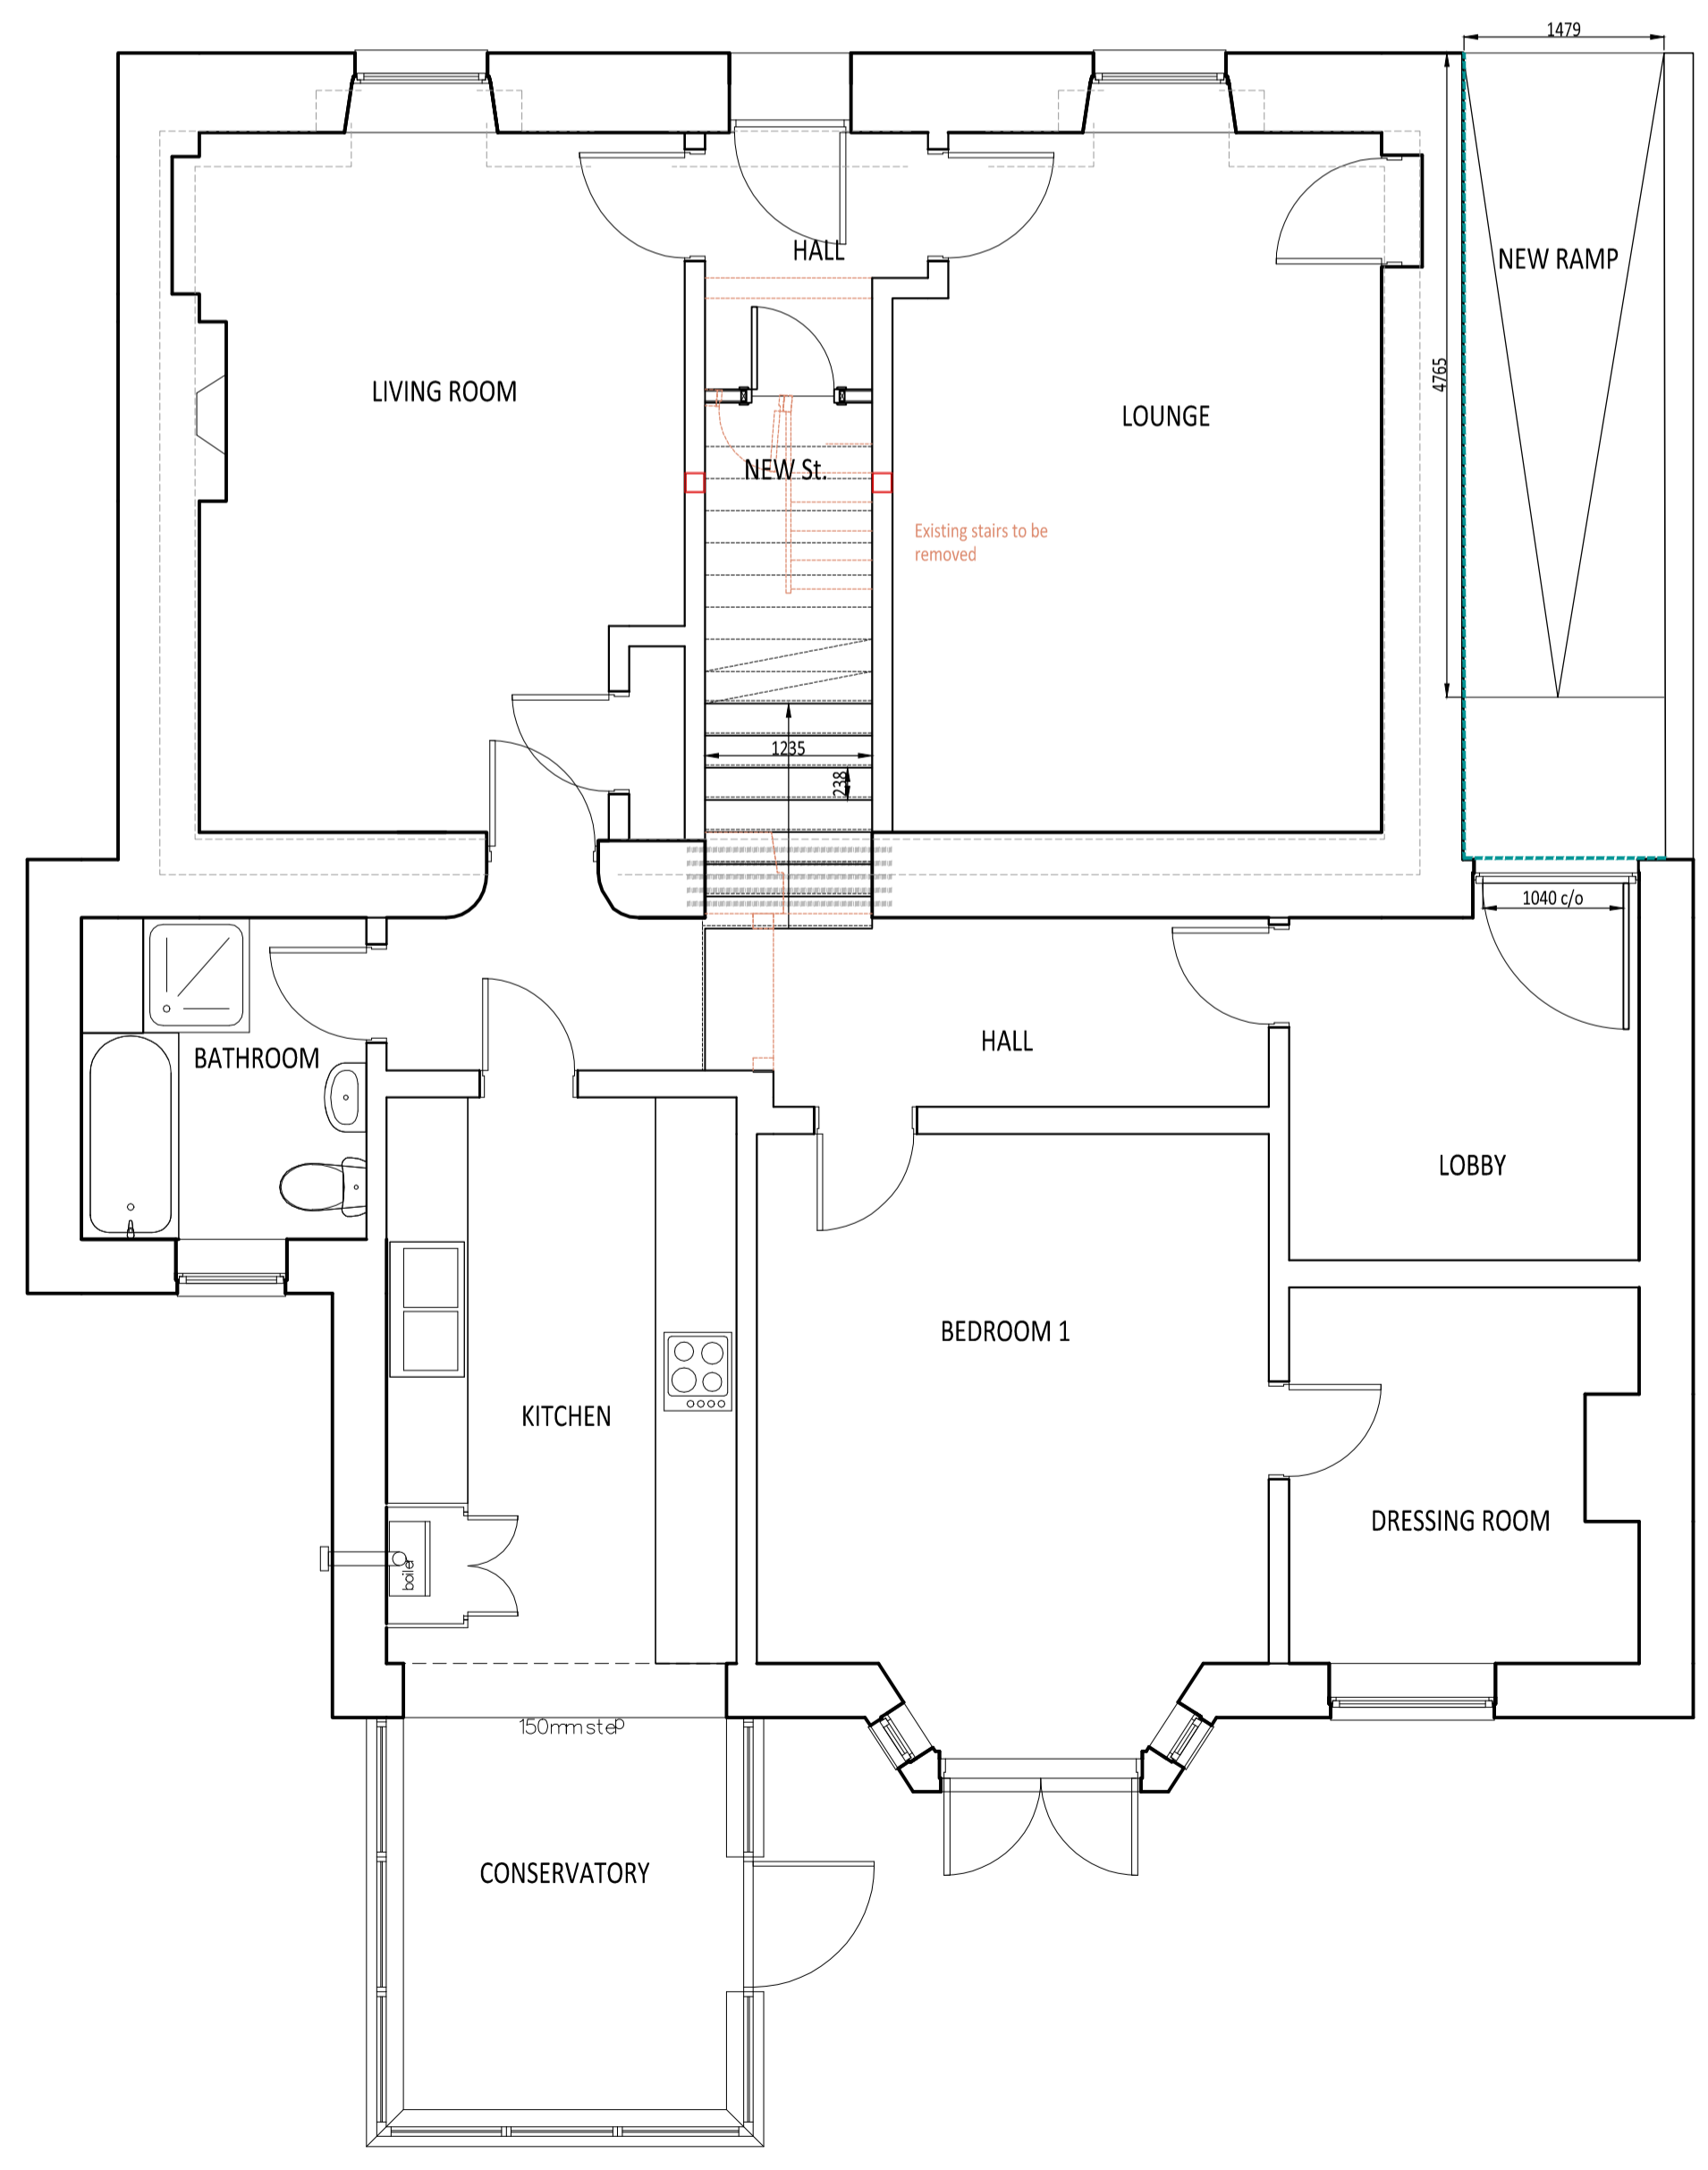 1479
HALL
NEW RAMP
LIVING ROOM
4765
LOUNGE
NEW St.
Existing stairs to be
removed
1235
238
1040 c/o
HALL
BATHROOM
LOBBY
BEDROOM 1
KITCHEN
DRESSING ROOM
boiler
150mm step
CONSERVATORY